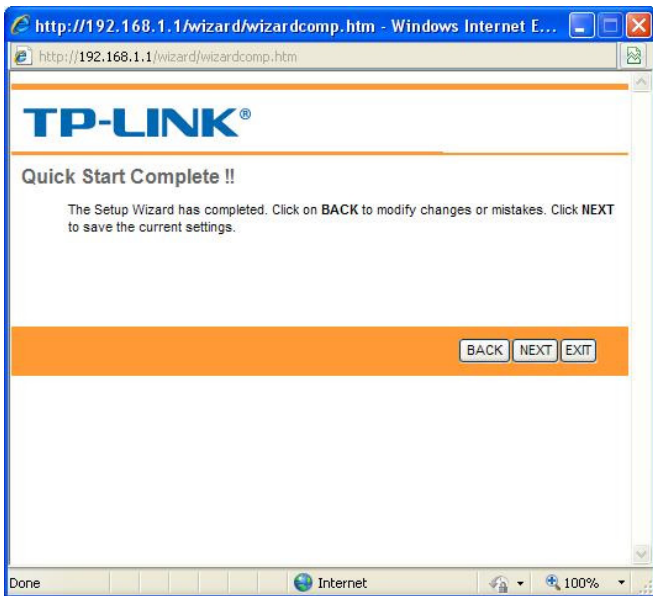 http://192.168.1.1/wizard/wizardcomp.htm - Windows Internet E...
http://192.168.1.1/wizard/wizardcomp.htm
TP-LINK®
Quick Start Complete !!
The Setup Wizard has completed. Click on BACK to modify changes or mistakes. Click NEXT
to save the current settings.
BACK NEXT EXIT
Done Internet 100%